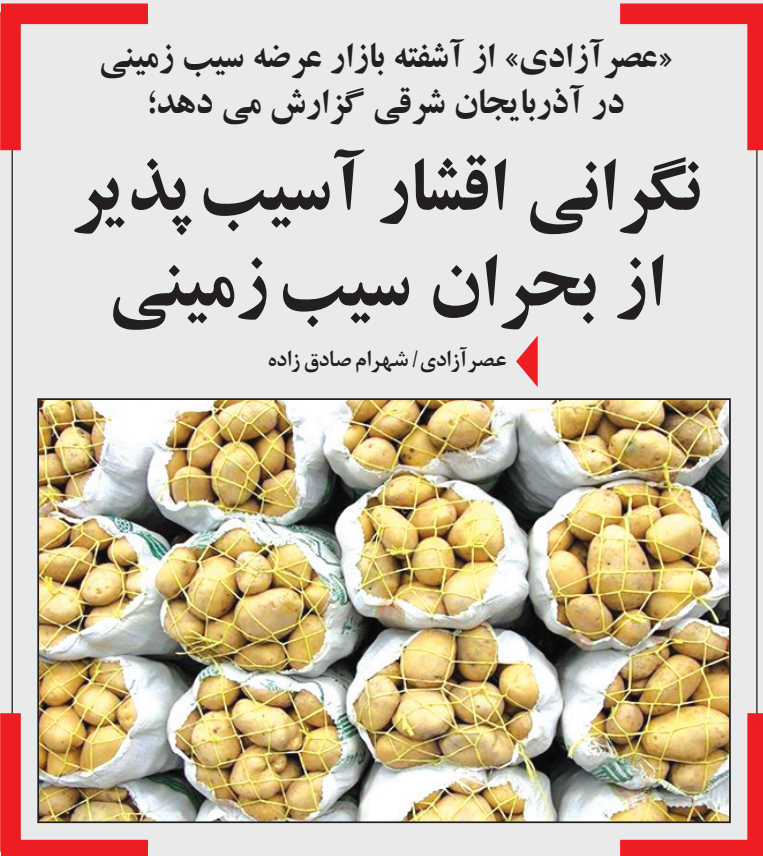 «عصرآزادی» از آشفته بازار عرضه سیب زمینی
در آذربایجان شرقی گزارش می دهد؛
نگرانی اقشار آسیب پذیر
از بحران سیب زمینی
عصرآزادی/ شهرام صادق زاده